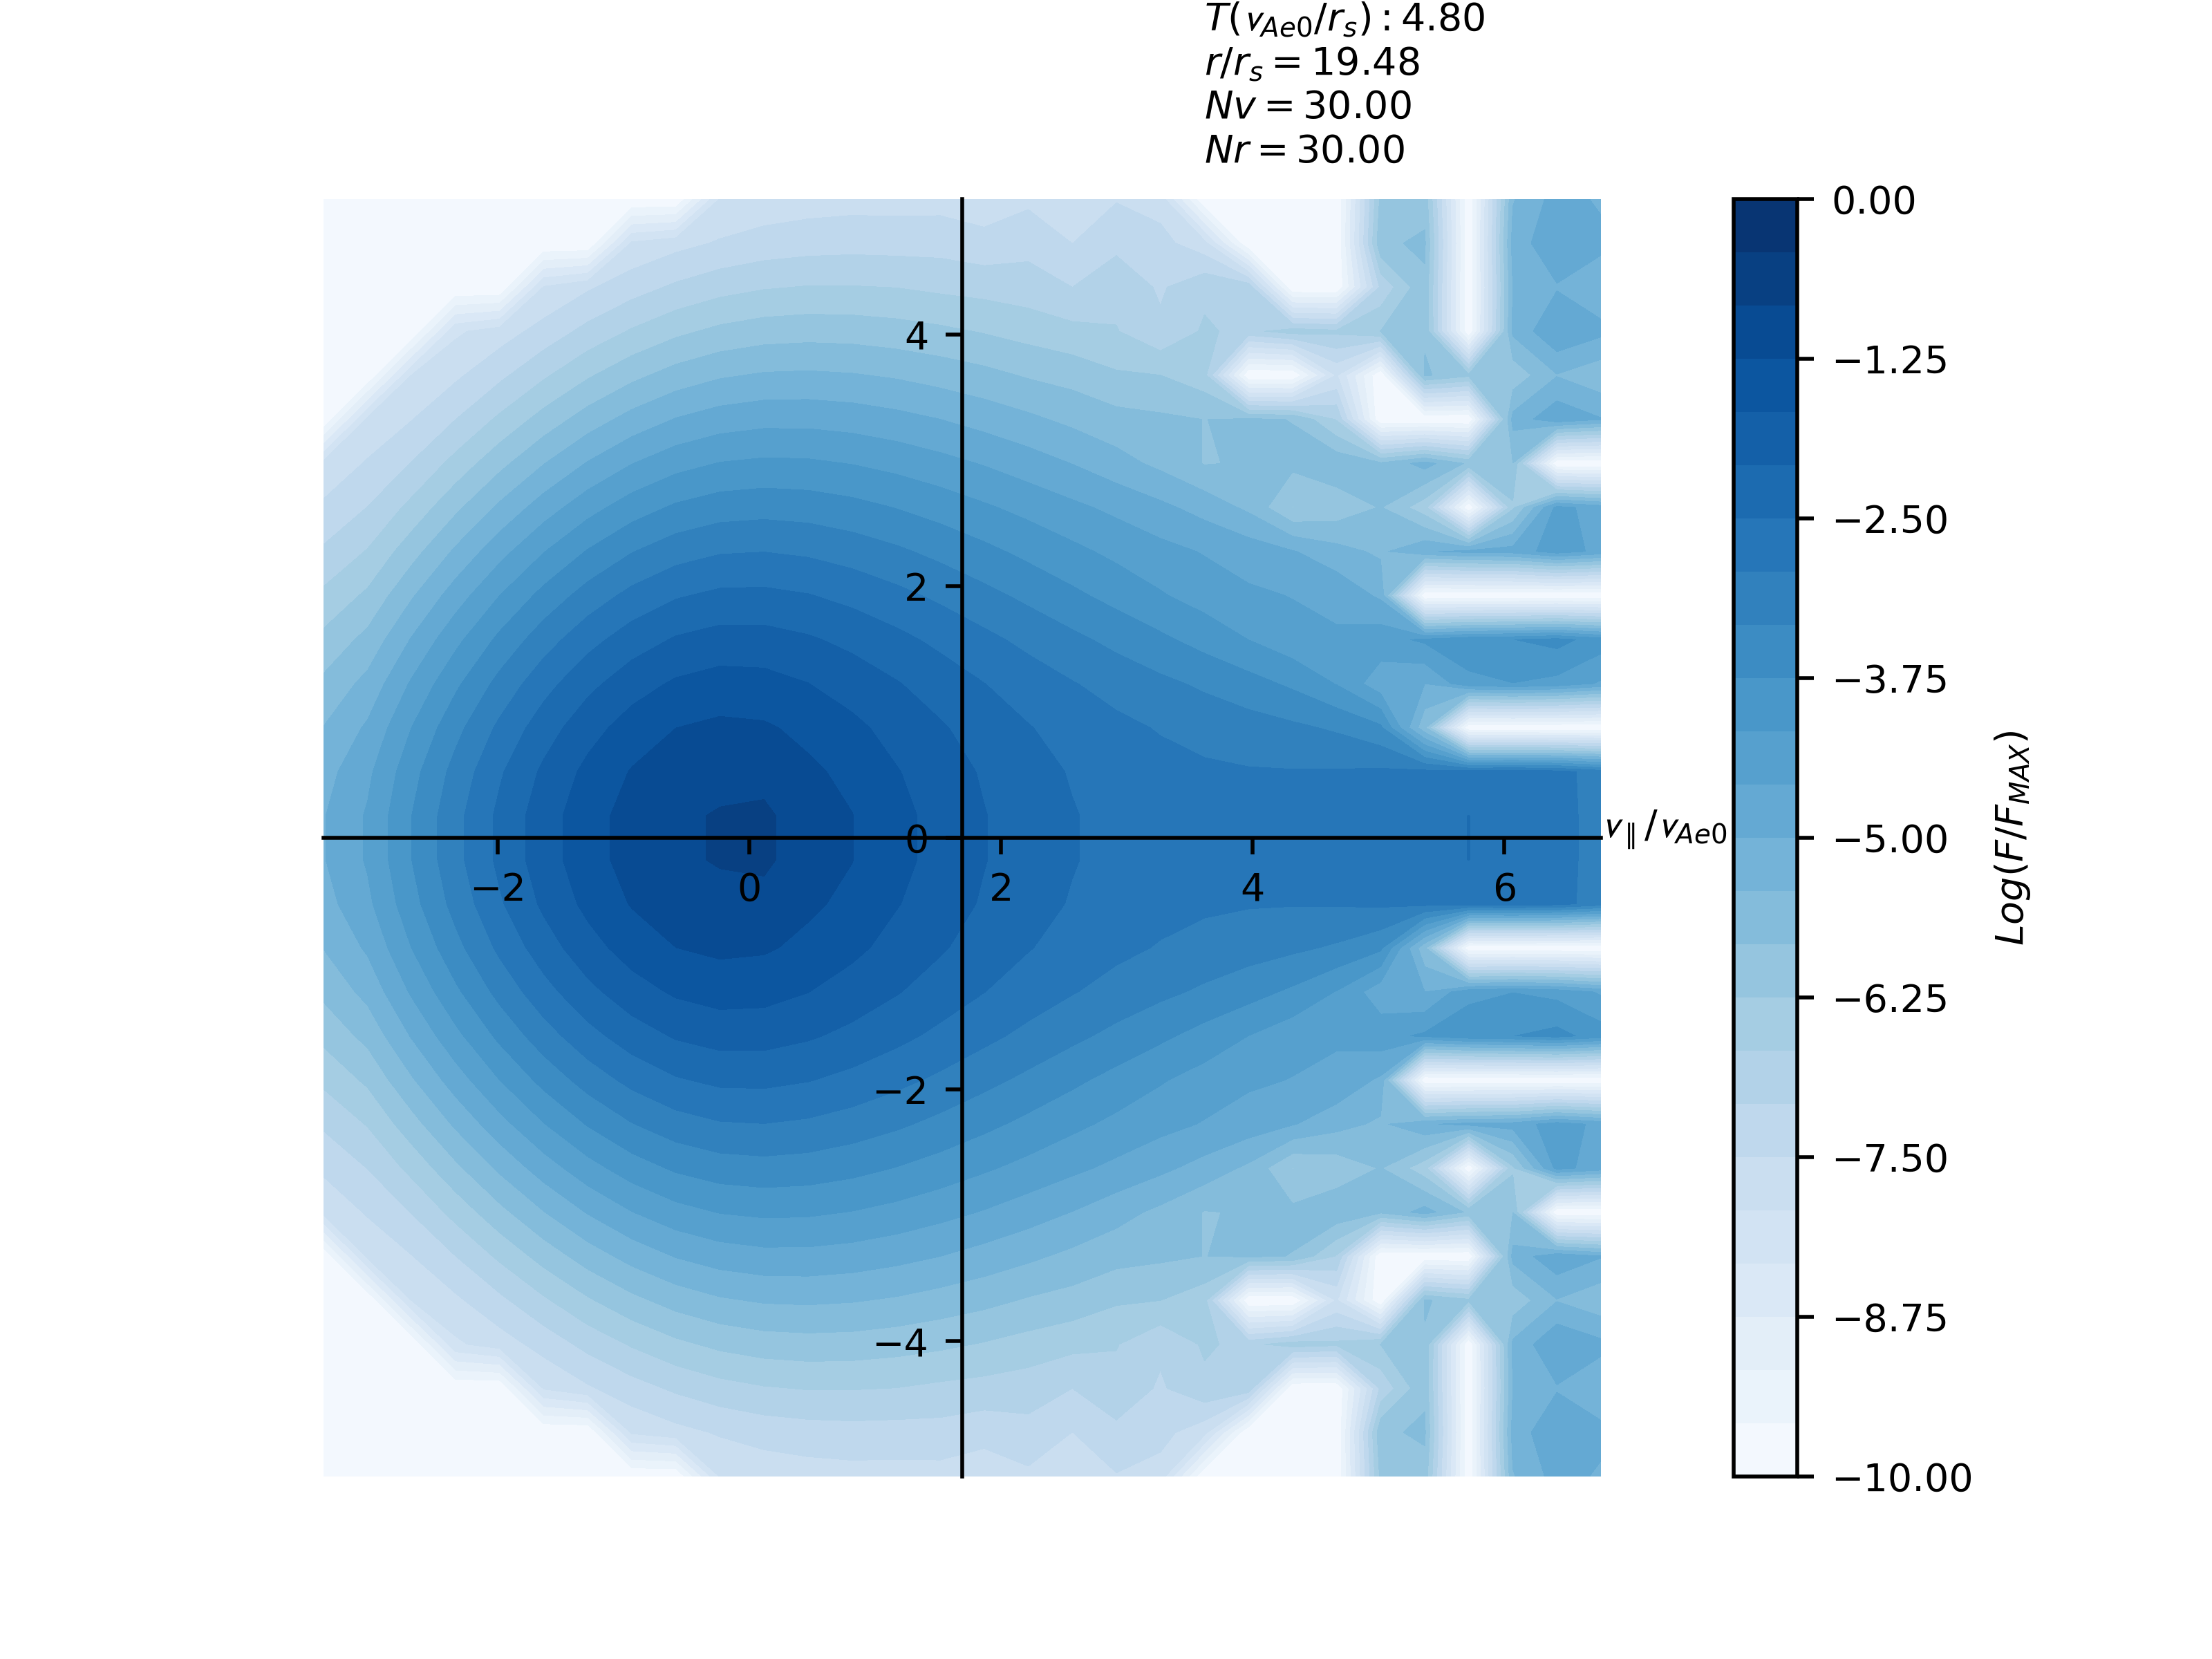 T(v_Ae0/r_s) : 4.80
r/r_s = 19.48
Nv = 30.00
Nr = 30.00
4
2
0
−2
−4
−2 0 2 4 6
v_∥/v_Ae0
0.00
−1.25
−2.50
−3.75
−5.00
−6.25
−7.50
−8.75
−10.00
Log(F/F_MAX)